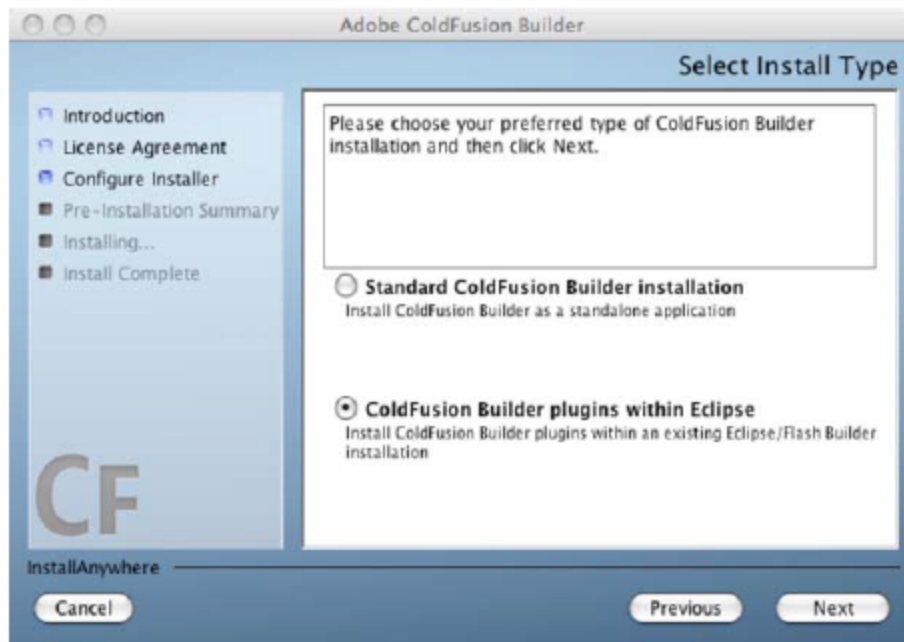 Adobe ColdFusion Builder
Select Install Type
Introduction
License Agreement
Configure Installer
Pre-Installation Summary
Installing...
Install Complete
Please choose your preferred type of ColdFusion Builder
installation and then click Next.
Standard ColdFusion Builder installation
Install ColdFusion Builder as a standalone application
ColdFusion Builder plugins within Eclipse
Install ColdFusion Builder plugins within an existing Eclipse/Flash Builder
installation
CF
InstallAnywhere
Cancel
Previous
Next